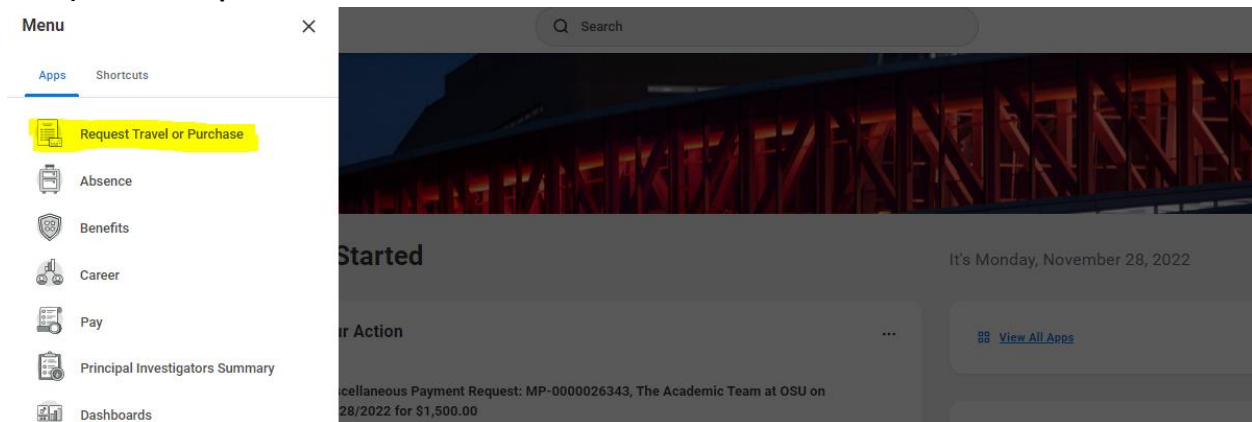 Menu
Search
Apps
Shortcuts
Request Travel or Purchase
Absence
Benefits
Career
Pay
Principal Investigators Summary
Dashboards
Started
It's Monday, November 28, 2022
Action
...
View All Apps
Payment Request: MP-0000026343, The Academic Team at OSU on
28/2022 for $1,500.00